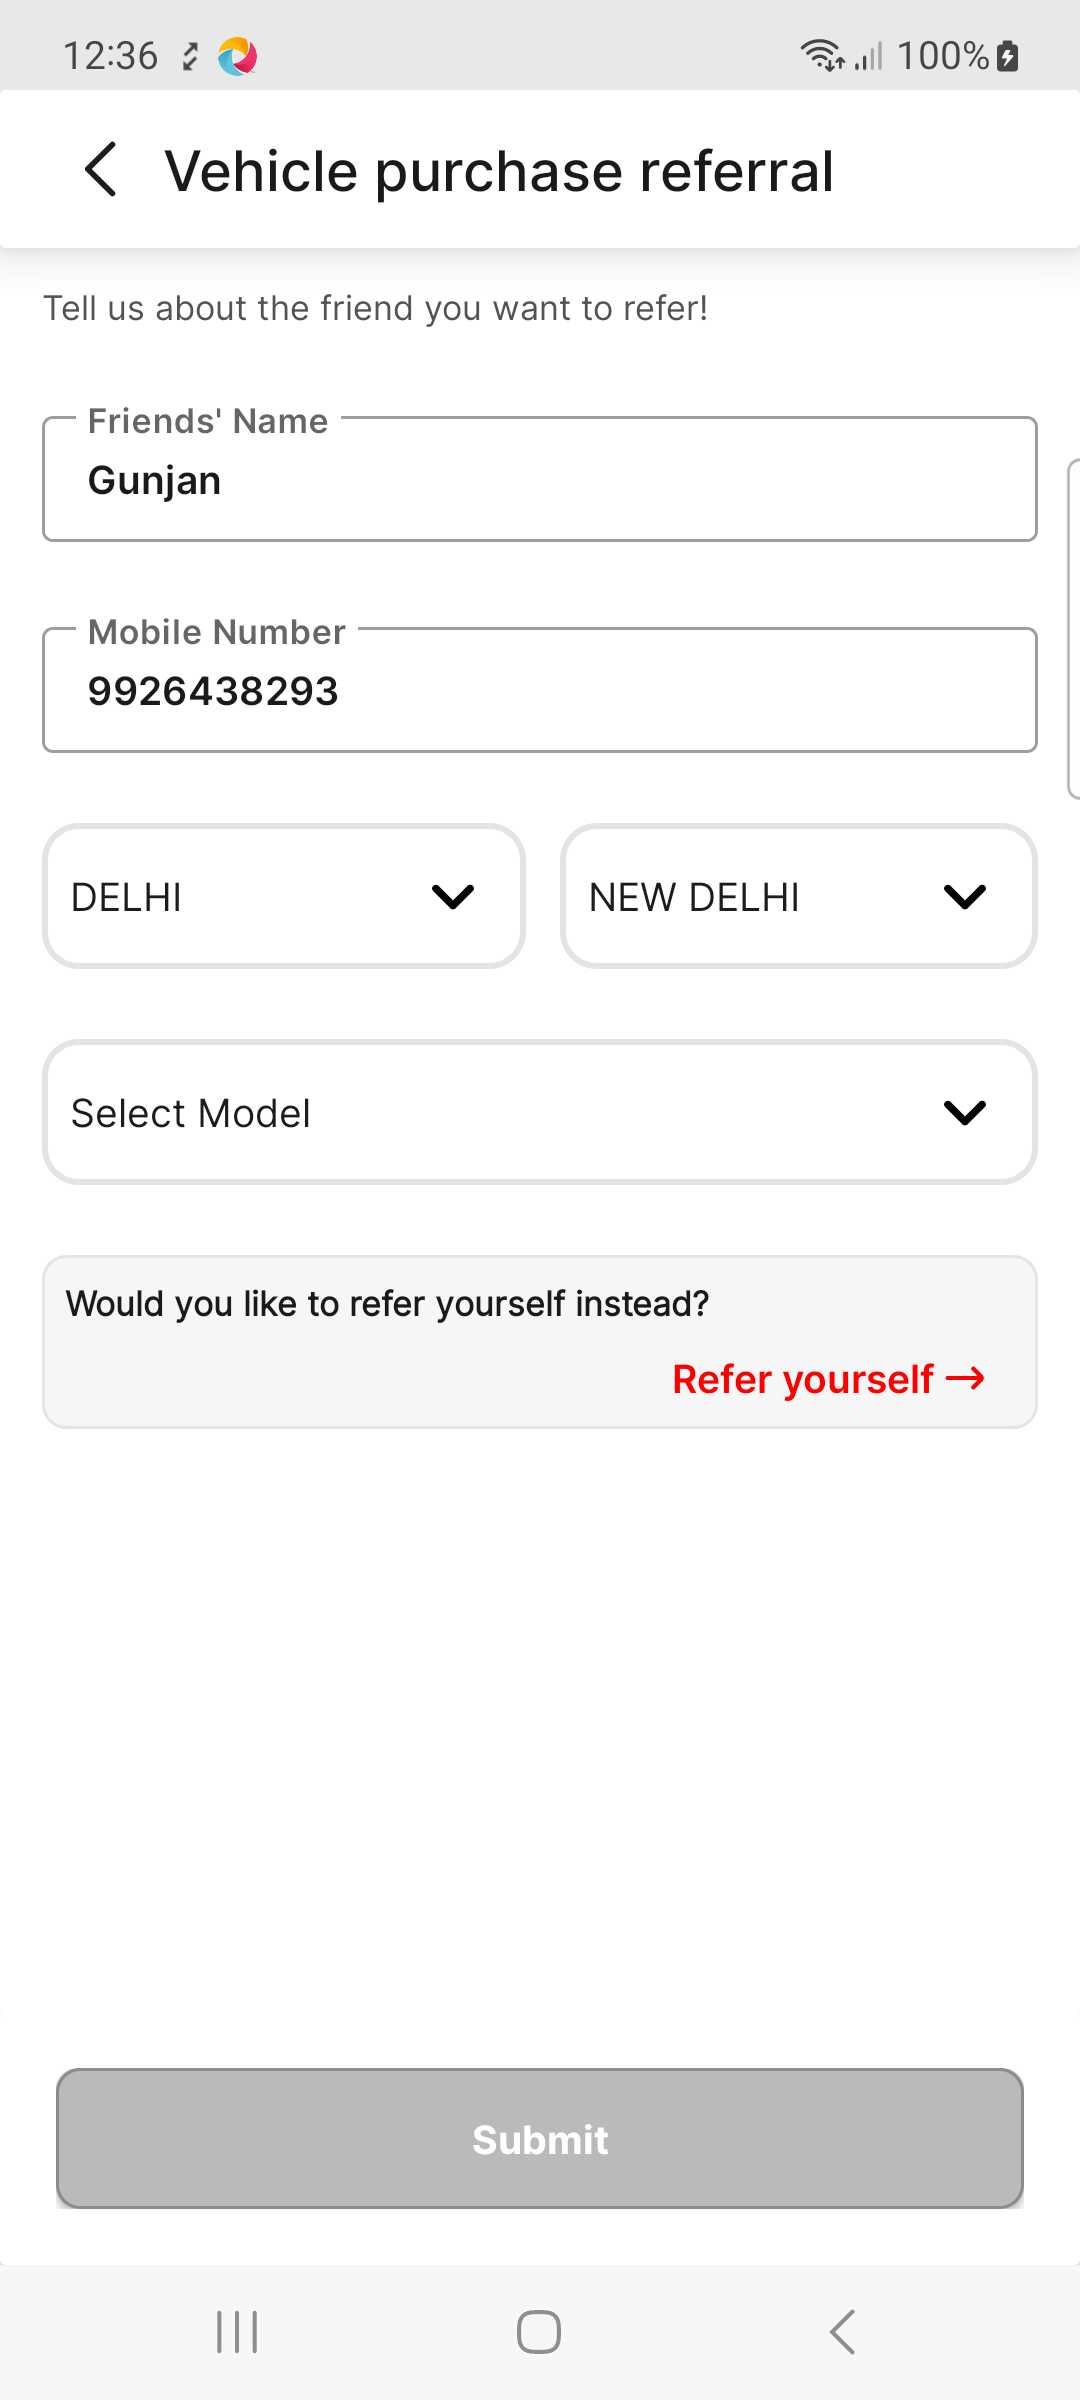 12:36 100%
Vehicle purchase referral
Tell us about the friend you want to refer!
Friends' Name
Gunjan
Mobile Number
9926438293
DELHI NEW DELHI
Select Model
Would you like to refer yourself instead?
Refer yourself →
Submit